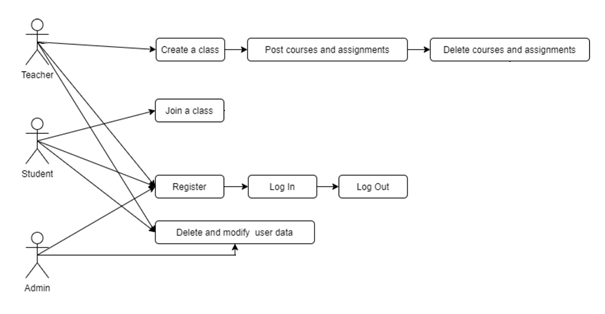 Teacher
Create a class
Post courses and assignments
Delete courses and assignments
Join a class
Student
Register
Log In
Log Out
Delete and modify user data
Admin